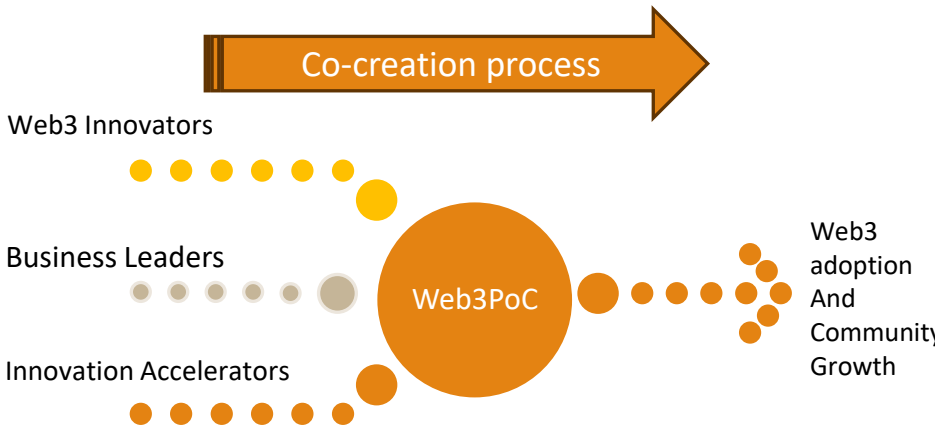 Co-creation process
Web3 Innovators
Business Leaders
Web3PoC
Innovation Accelerators
Web3
adoption
And
Community
Growth